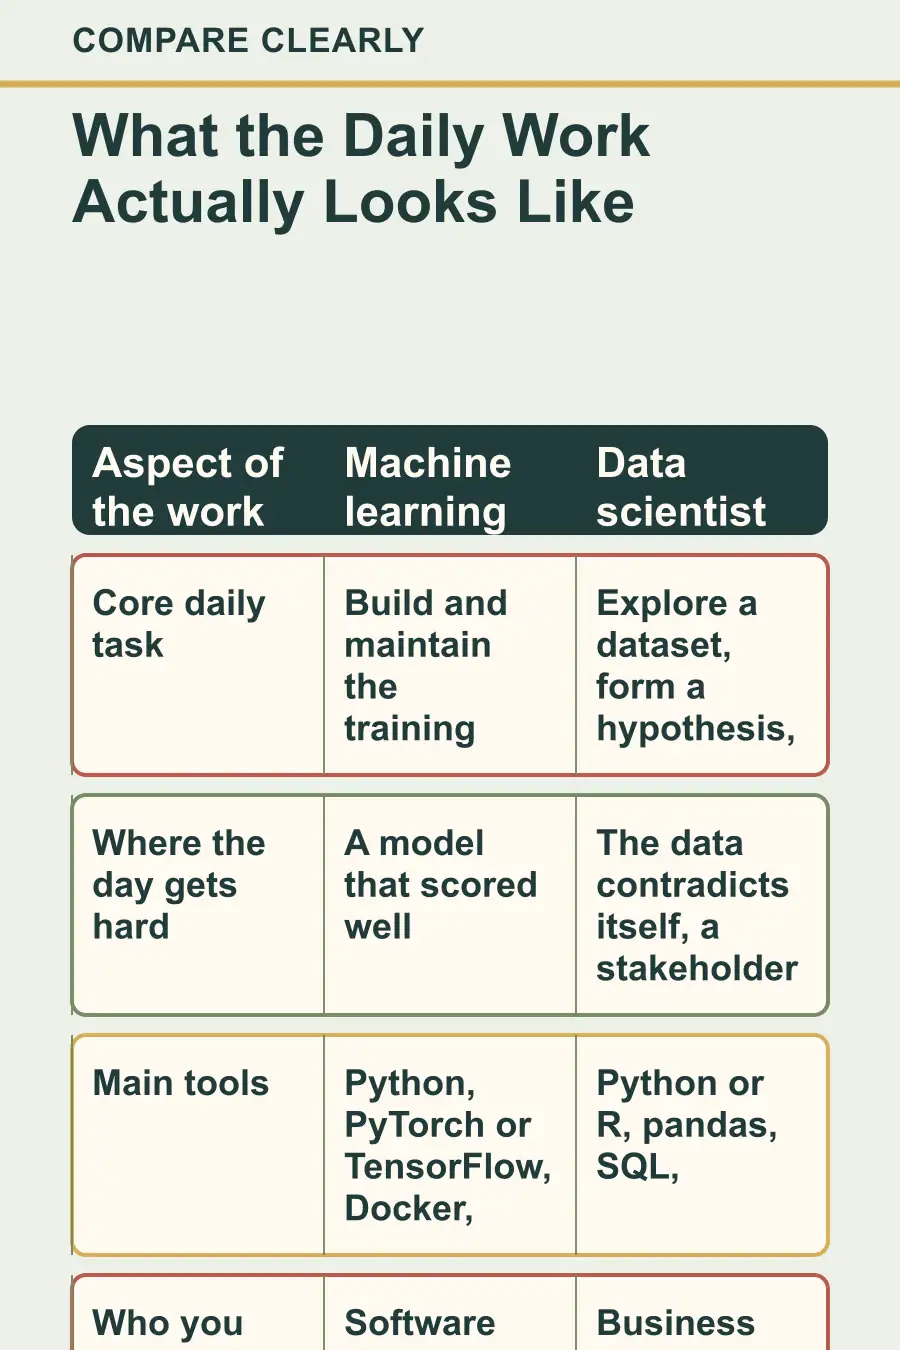 COMPARE CLEARLY
What the Daily Work
Actually Looks Like
Aspect of
the work
Machine
learning
Data
scientist
Core daily
task
Build and
maintain
the
training
Explore a
dataset,
form a
hypothesis,
Where the
day gets
hard
A model
that scored
well
The data
contradicts
itself, a
stakeholder
Main tools
Python,
PyTorch or
TensorFlow,
Docker,
Python or
R, pandas,
SQL,
Who you
Software
Business